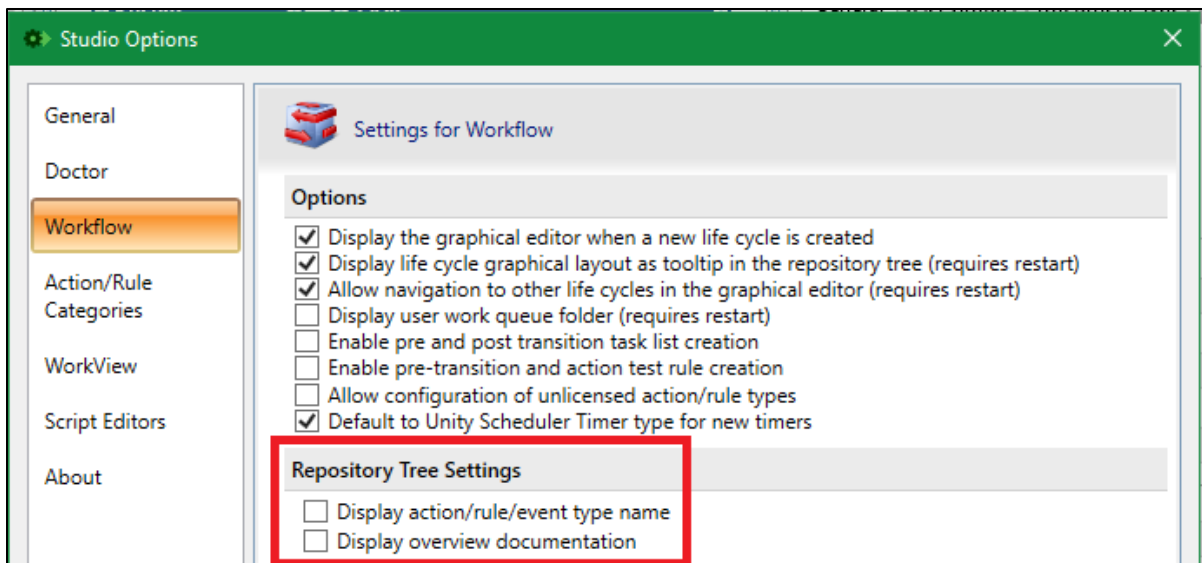 Studio Options
General
Doctor
Workflow
Action/Rule
Categories
WorkView
Script Editors
About
Settings for Workflow
Options
Display the graphical editor when a new life cycle is created
Display life cycle graphical layout as tooltip in the repository tree (requires restart)
Allow navigation to other life cycles in the graphical editor (requires restart)
Display user work queue folder (requires restart)
Enable pre and post transition task list creation
Enable pre-transition and action test rule creation
Allow configuration of unlicensed action/rule types
Default to Unity Scheduler Timer type for new timers
Repository Tree Settings
Display action/rule/event type name
Display overview documentation